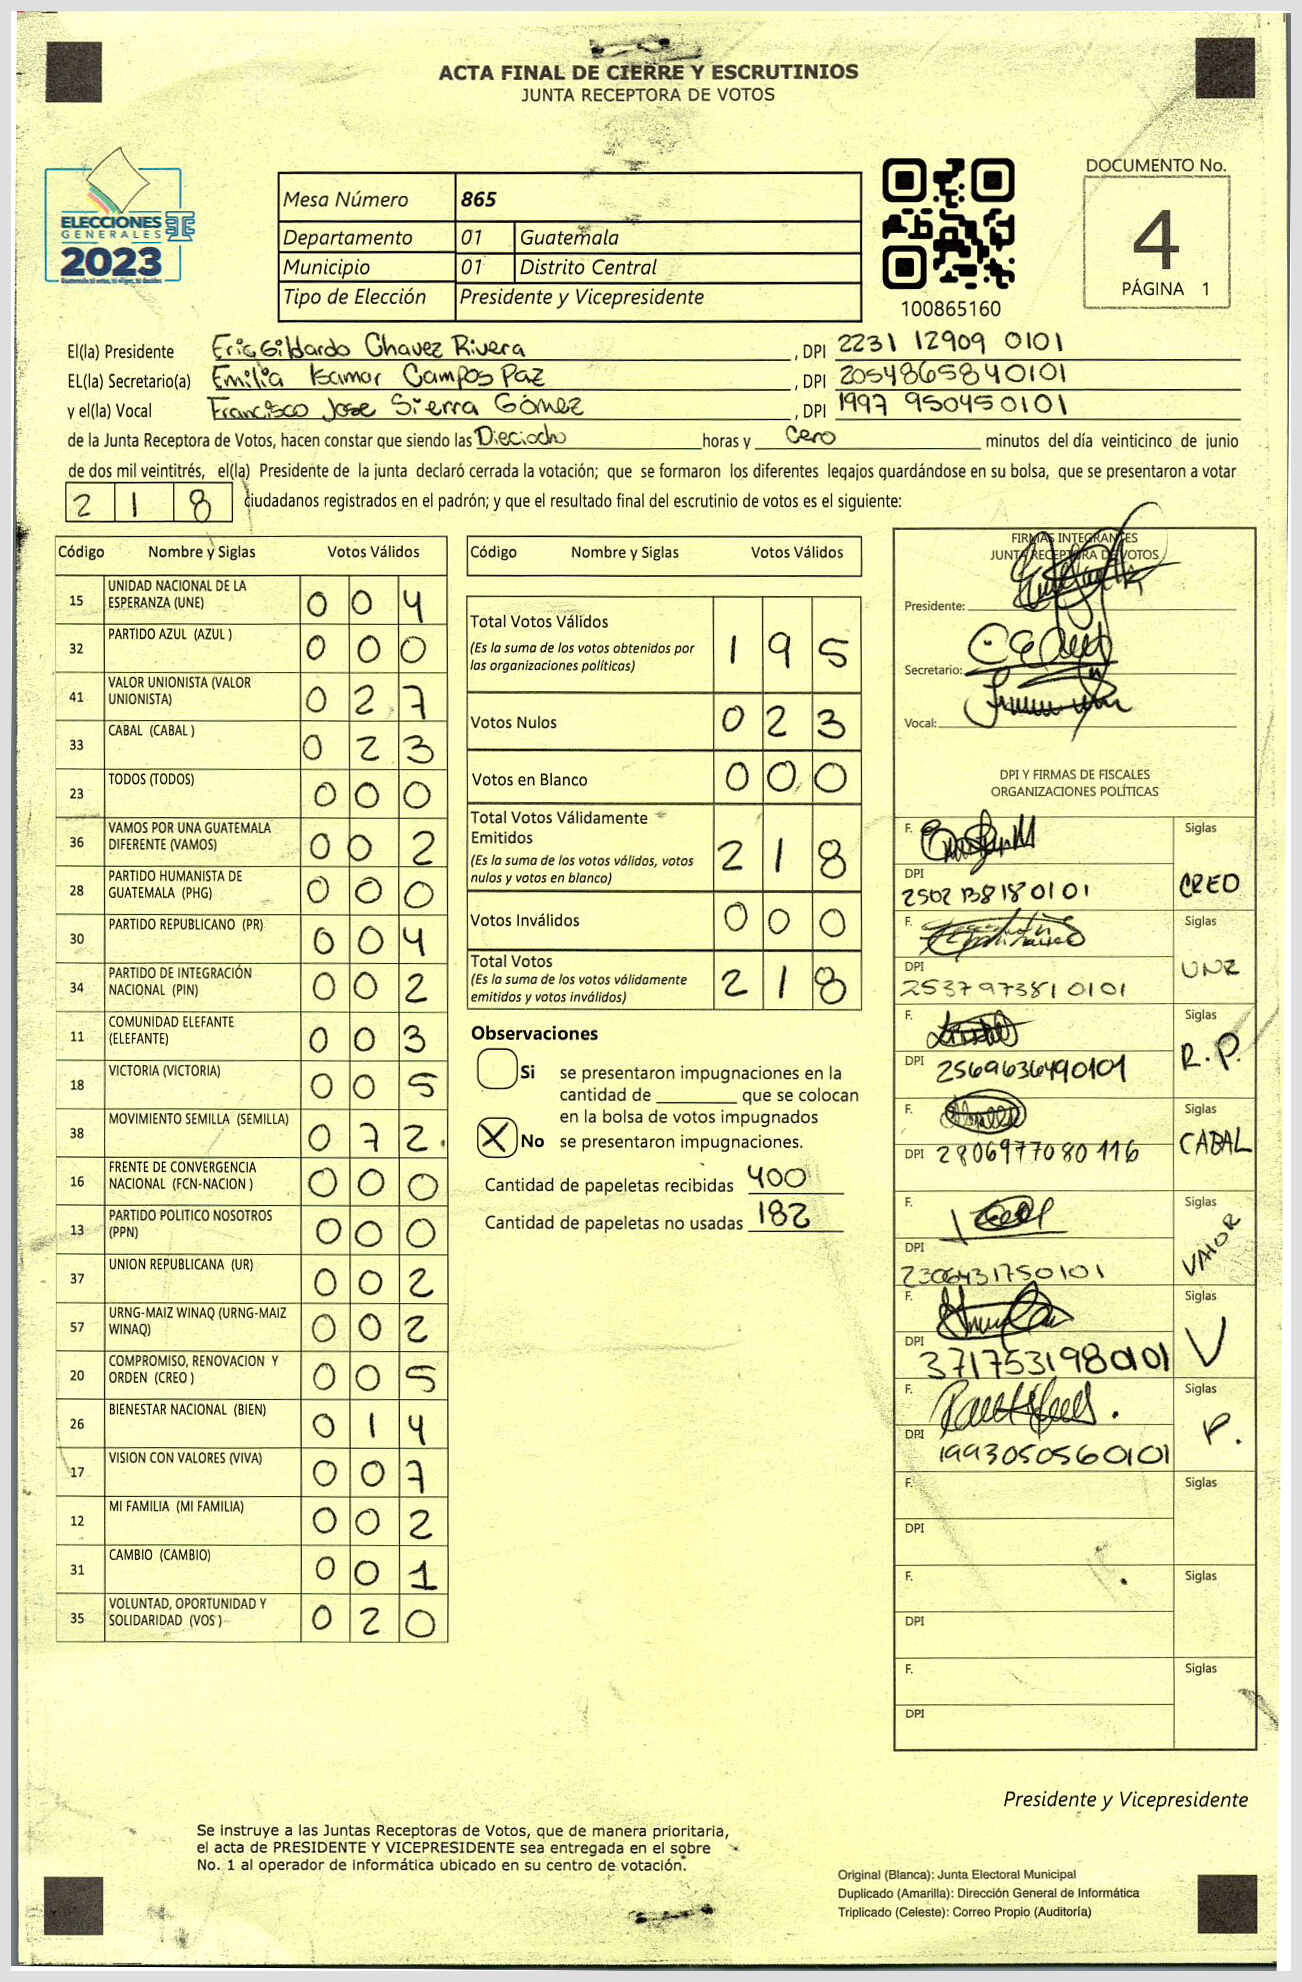 ACTA FINAL DE CIERRE Y ESCRUTINIOS
JUNTA RECEPTORA DE VOTOS
ELECCIONES
GENERALES
2023
Mesa Número 865
Departamento 01 Guatemala
Municipio 01 Distrito Central
Tipo de Elección Presidente y Vicepresidente
100865160
DOCUMENTO No.
4
PÁGINA 1
El(la) Presidente Eric Gildardo Chavez Rivera , DPI 2231 12909 0101
EL(la) Secretario(a) Emilia Isamar Campos Paz , DPI 2054865840101
y el(la) Vocal Francisco Jose Sierra Gómez , DPI 1997 950450101
de la Junta Receptora de Votos, hacen constar que siendo las Dieciocho horas y cero minutos del día veinticinco de junio
de dos mil veintitrés, el(la) Presidente de la junta declaró cerrada la votación; que se formaron los diferentes legajos guardándose en su bolsa, que se presentaron a votar
218 ciudadanos registrados en el padrón; y que el resultado final del escrutinio de votos es el siguiente:
Código Nombre y Siglas Votos Válidos
15 UNIDAD NACIONAL DE LA ESPERANZA (UNE) 0 0 4
32 PARTIDO AZUL (AZUL ) 0 0 0
41 VALOR UNIONISTA (VALOR UNIONISTA) 0 2 7
33 CABAL (CABAL ) 0 2 3
23 TODOS (TODOS) 0 0 0
36 VAMOS POR UNA GUATEMALA DIFERENTE (VAMOS) 0 0 2
28 PARTIDO HUMANISTA DE GUATEMALA (PHG) 0 0 0
30 PARTIDO REPUBLICANO (PR) 0 0 4
34 PARTIDO DE INTEGRACIÓN NACIONAL (PIN) 0 0 2
11 COMUNIDAD ELEFANTE (ELEFANTE) 0 0 3
18 VICTORIA (VICTORIA) 0 0 5
38 MOVIMIENTO SEMILLA (SEMILLA) 0 7 2.
16 FRENTE DE CONVERGENCIA NACIONAL (FCN-NACION ) 0 0 0
13 PARTIDO POLITICO NOSOTROS (PPN) 0 0 0
37 UNION REPUBLICANA (UR) 0 0 2
57 URNG-MAIZ WINAQ (URNG-MAIZ WINAQ) 0 0 2
20 COMPROMISO, RENOVACION Y ORDEN (CREO ) 0 0 5
26 BIENESTAR NACIONAL (BIEN) 0 1 4
17 VISION CON VALORES (VIVA) 0 0 7
12 MI FAMILIA (MI FAMILIA) 0 0 2
31 CAMBIO (CAMBIO) 0 0 1
35 VOLUNTAD, OPORTUNIDAD Y SOLIDARIDAD (VOS ) 0 2 0
Código Nombre y Siglas Votos Válidos
Total Votos Válidos
(Es la suma de los votos obtenidos por las organizaciones políticas) 1 9 5
Votos Nulos 0 2 3
Votos en Blanco 0 0 0
Total Votos Válidamente Emitidos
(Es la suma de los votos válidos, votos nulos y votos en blanco) 2 1 8
Votos Inválidos 0 0 0
Total Votos
(Es la suma de los votos válidamente emitidos y votos inválidos) 2 1 8
Observaciones
Si se presentaron impugnaciones en la
cantidad de ________ que se colocan
en la bolsa de votos impugnados
X No se presentaron impugnaciones.
Cantidad de papeletas recibidas 400
Cantidad de papeletas no usadas 182
FIRMAS INTEGRANTES
JUNTA RECEPTORA DE VOTOS
Presidente:
Secretario:
Vocal:
DPI Y FIRMAS DE FISCALES
ORGANIZACIONES POLÍTICAS
F. Siglas
DPI 2502 138180101 CREO
F. Siglas
DPI 2537973810101 UNE
F. Siglas
DPI 2569636490101 R.P.
F. Siglas
DPI 2806977080116 CABAL
F. Siglas
DPI 2306431750101 VALOR
F. Siglas
DPI 3717531980101 V
F. Siglas
DPI 1993050560101 P.
F. Siglas
DPI
F. Siglas
DPI
F. Siglas
DPI
Presidente y Vicepresidente
Se instruye a las Juntas Receptoras de Votos, que de manera prioritaria,
el acta de PRESIDENTE Y VICEPRESIDENTE sea entregada en el sobre
No. 1 al operador de informática ubicado en su centro de votación.
Original (Blanca): Junta Electoral Municipal
Duplicado (Amarilla): Dirección General de Informática
Triplicado (Celeste): Correo Propio (Auditoría)